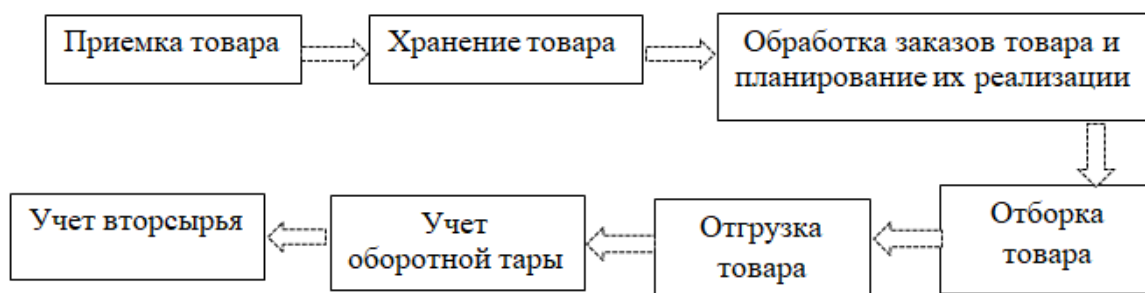 Приемка товара
Хранение товара
Обработка заказов товара и
планирование их реализации
Отборка
товара
Отгрузка
товара
Учет
оборотной тары
Учет вторсырья